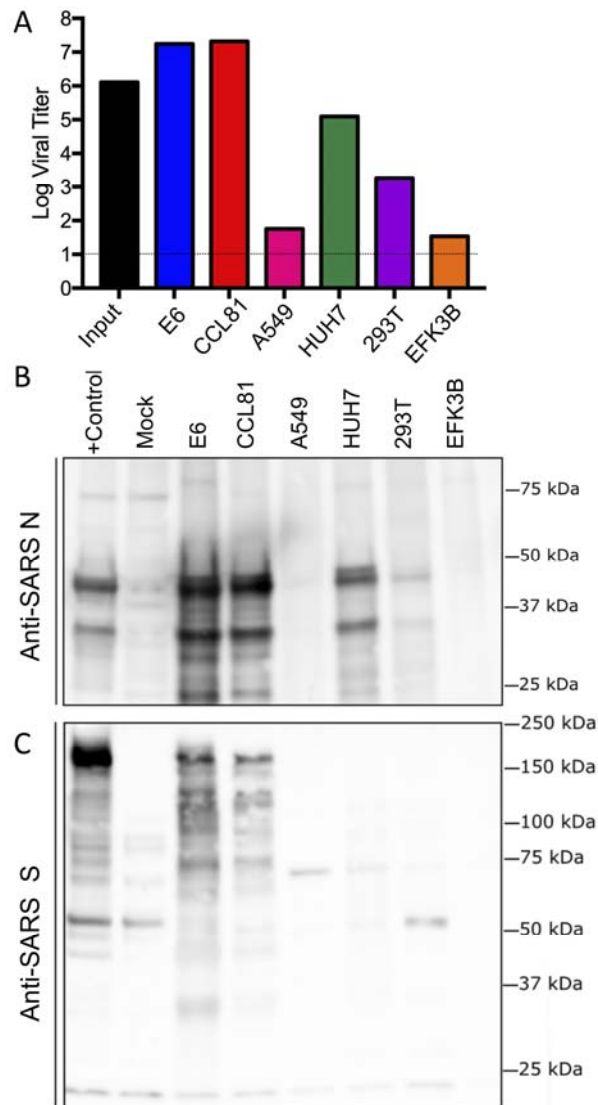 A
8
7
6
5
4
3
2
1
0
Log Viral Titer
Input
E6
CCL81
A549
HUH7
293T
EFK3B
B
+Control
Mock
E6
CCL81
A549
HUH7
293T
EFK3B
Anti-SARS N
75 kDa
50 kDa
37 kDa
25 kDa
C
Anti-SARS S
250 kDa
150 kDa
100 kDa
75 kDa
50 kDa
37 kDa
25 kDa